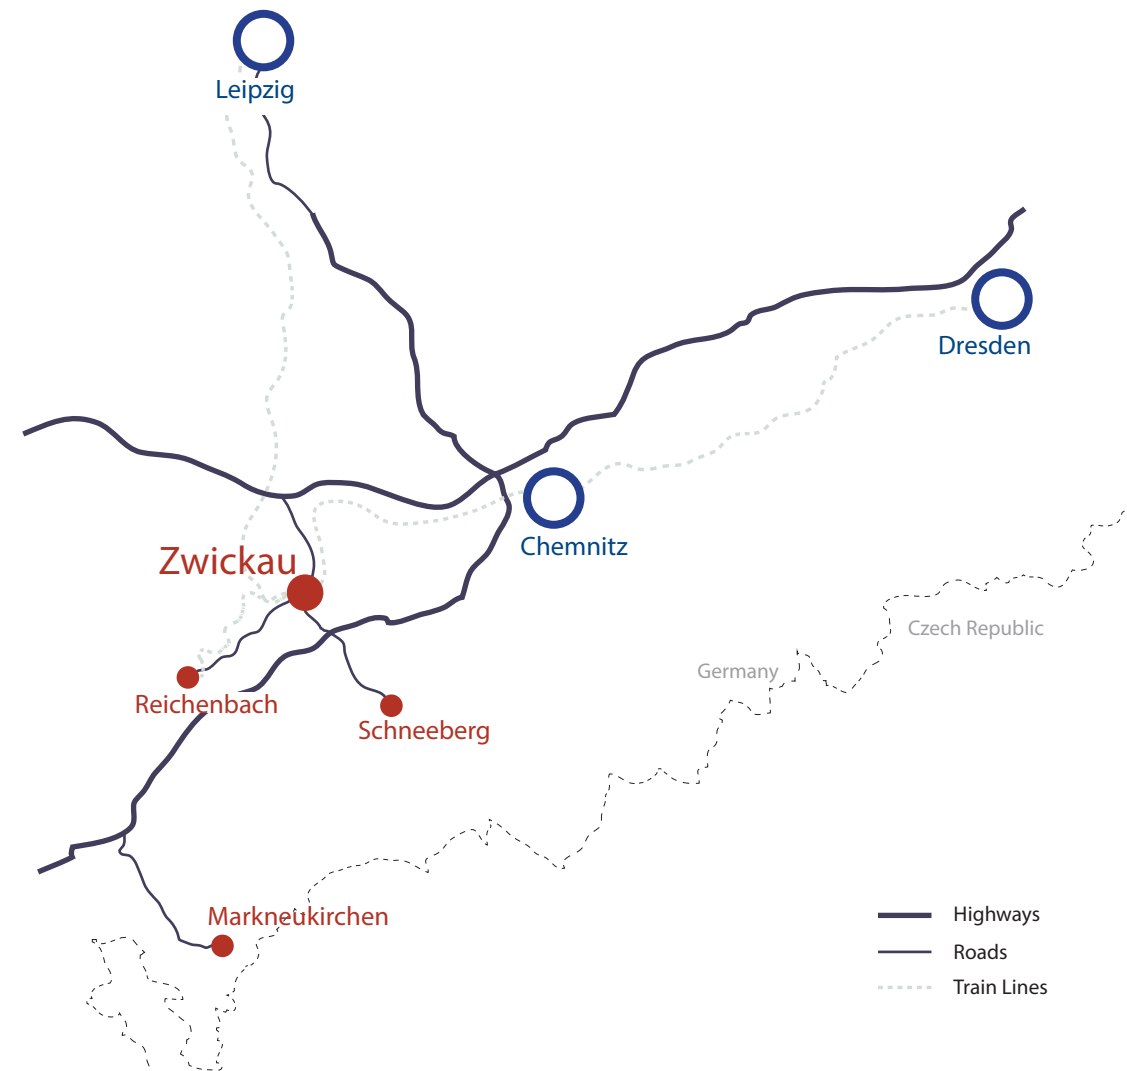 Leipzig
Dresden
Chemnitz
Zwickau
Czech Republic
Germany
Reichenbach
Schneeberg
Markneukirchen
Highways
Roads
Train Lines